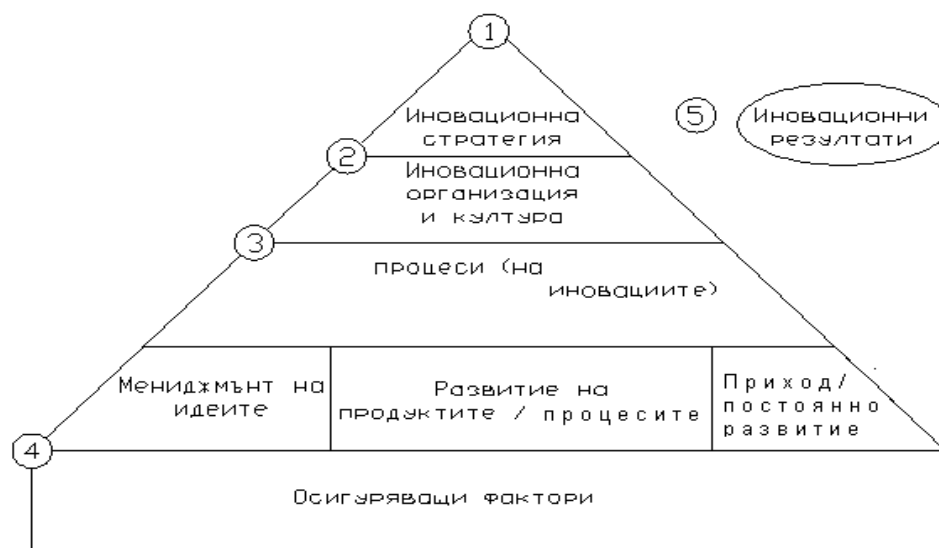 1
Иновационна
стратегия
5
Иновационни
резултати
2
Иновационна
организация
и култура
3
процеси (на
иновациите)
Мениджмънт на
идеите
Развитие на
продуктите / процесите
Приход/
постоянно
развитие
4
Осигуряващи фактори